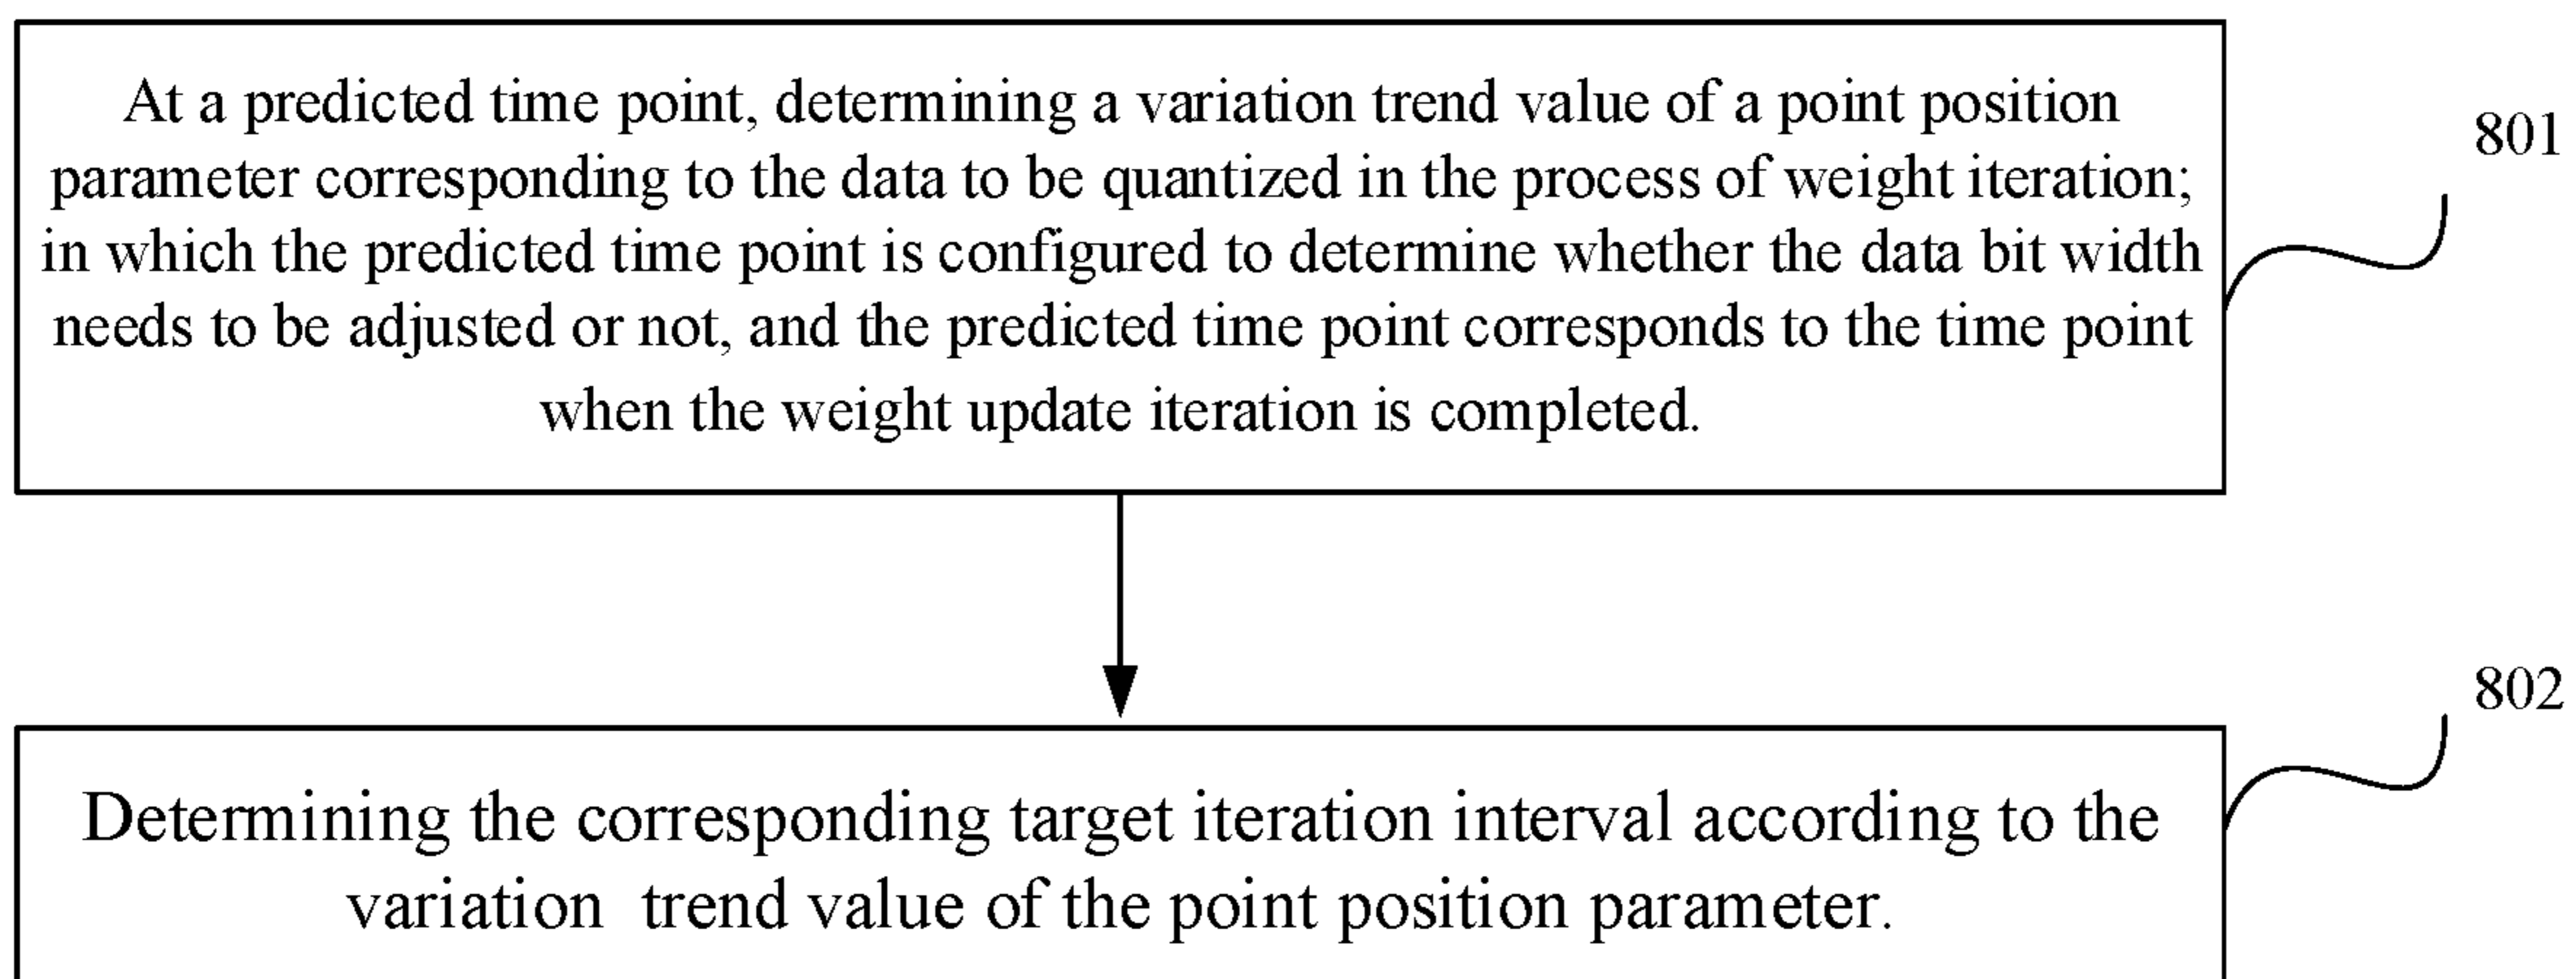 At a predicted time point, determining a variation trend value of a point position
parameter corresponding to the data to be quantized in the process of weight iteration;
in which the predicted time point is configured to determine whether the data bit width
needs to be adjusted or not, and the predicted time point corresponds to the time point
when the weight update iteration is completed.
801
802
Determining the corresponding target iteration interval according to the
variation trend value of the point position parameter.